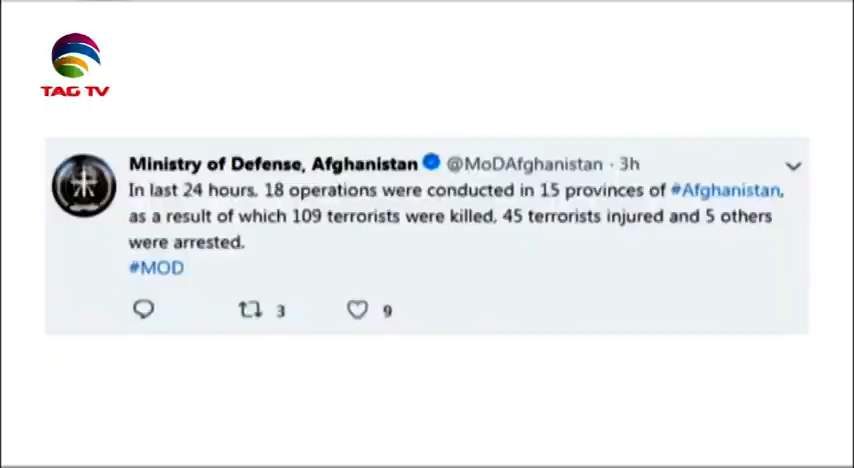 TAG TV
Ministry of Defense, Afghanistan @MoDAfghanistan · 3h
In last 24 hours, 18 operations were conducted in 15 provinces of #Afghanistan,
as a result of which 109 terrorists were killed, 45 terrorists injured and 5 others
were arrested.
#MOD
3 9